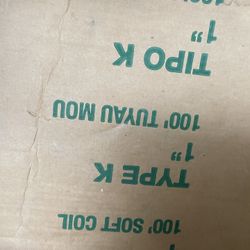 100' SOFT COIL
TYPE K
1"
100' TUYAU MOU
TIPO K
1"